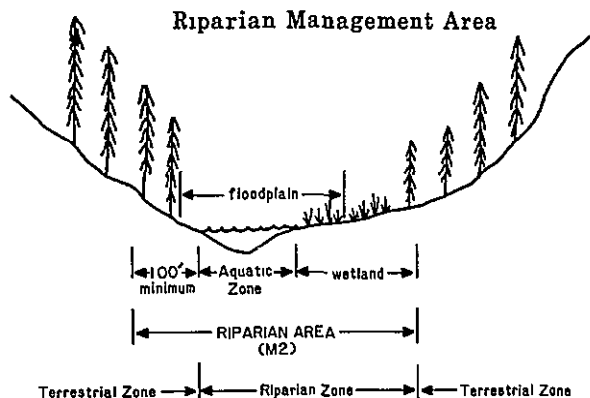 Riparian Management Area
floodplain
100' minimum
Aquatic Zone
wetland
RIPARIAN AREA
(M2)
Terrestrial Zone
Riparian Zone
Terrestrial Zone